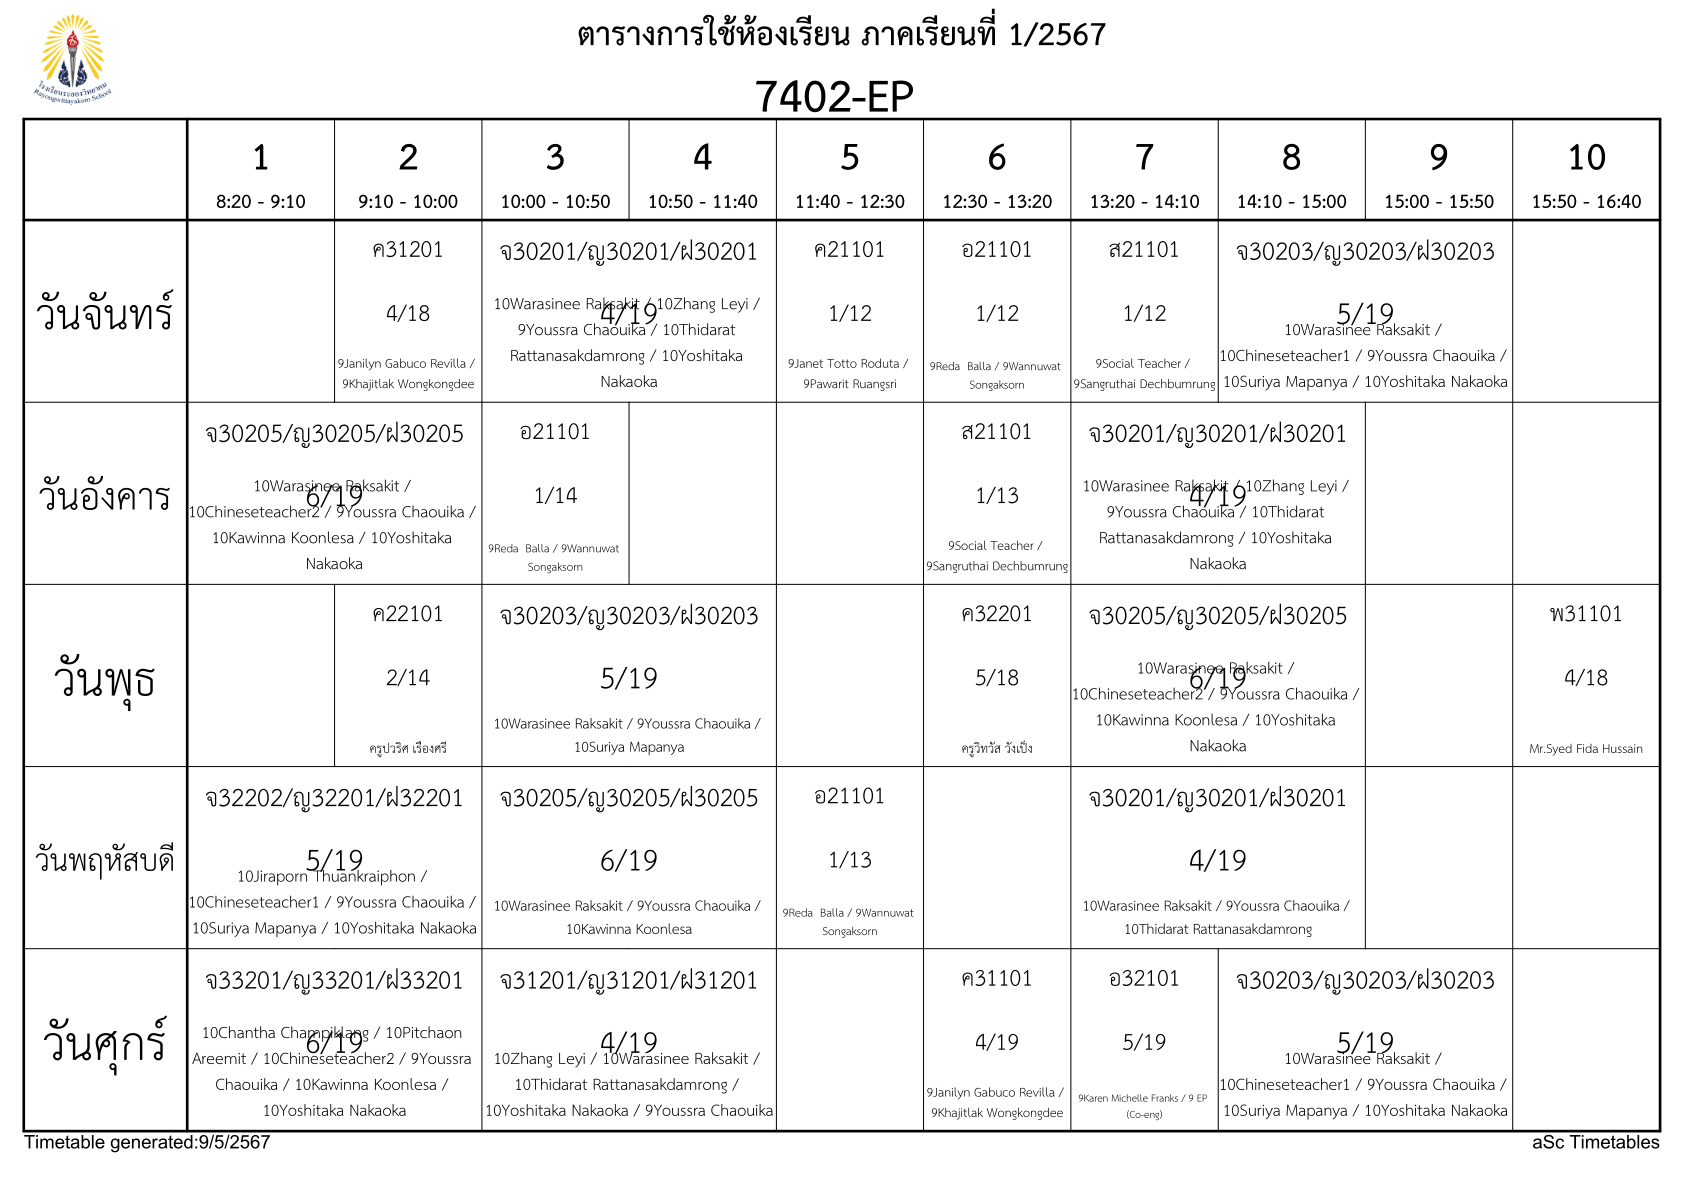 ตารางการใช้ห้องเรียน ภาคเรียนที่ 1/2567
7402-EP
โรงเรียนระยองวิทยาคม
Rayongwittayakom School
1 2 3 4 5 6 7 8 9 10
8:20 - 9:10 9:10 - 10:00 10:00 - 10:50 10:50 - 11:40 11:40 - 12:30 12:30 - 13:20 13:20 - 14:10 14:10 - 15:00 15:00 - 15:50 15:50 - 16:40
วันจันทร์
ค31201
4/18
9Janilyn Gabuco Revilla /
9Khajitlak Wongkongdee
จ30201/ญ30201/ฝ30201
4/19
10Warasinee Raksakit / 10Zhang Leyi /
9Youssra Chaouika / 10Thidarat
Rattanasakdamrong / 10Yoshitaka
Nakaoka
ค21101
1/12
9Janet Totto Roduta /
9Pawarit Ruangsri
อ21101
1/12
9Reda Balla / 9Wannuwat
Songaksorn
ส21101
1/12
9Social Teacher /
9Sangruthai Dechbumrung
จ30203/ญ30203/ฝ30203
5/19
10Warasinee Raksakit /
10Chineseteacher1 / 9Youssra Chaouika /
10Suriya Mapanya / 10Yoshitaka Nakaoka
วันอังคาร
จ30205/ญ30205/ฝ30205
6/19
10Warasinee Raksakit /
10Chineseteacher2 / 9Youssra Chaouika /
10Kawinna Koonlesa / 10Yoshitaka
Nakaoka
อ21101
1/14
9Reda Balla / 9Wannuwat
Songaksorn
ส21101
1/13
9Social Teacher /
9Sangruthai Dechbumrung
จ30201/ญ30201/ฝ30201
4/19
10Warasinee Raksakit / 10Zhang Leyi /
9Youssra Chaouika / 10Thidarat
Rattanasakdamrong / 10Yoshitaka
Nakaoka
วันพุธ
ค22101
2/14
ครูปวริศ เรืองศรี
จ30203/ญ30203/ฝ30203
5/19
10Warasinee Raksakit / 9Youssra Chaouika /
10Suriya Mapanya
ค32201
5/18
ครูวิทวัส วังเป็ง
จ30205/ญ30205/ฝ30205
6/19
10Warasinee Raksakit /
10Chineseteacher2 / 9Youssra Chaouika /
10Kawinna Koonlesa / 10Yoshitaka
Nakaoka
พ31101
4/18
Mr.Syed Fida Hussain
วันพฤหัสบดี
จ32202/ญ32201/ฝ32201
5/19
10Jiraporn Thuankraiphon /
10Chineseteacher1 / 9Youssra Chaouika /
10Suriya Mapanya / 10Yoshitaka Nakaoka
จ30205/ญ30205/ฝ30205
6/19
10Warasinee Raksakit / 9Youssra Chaouika /
10Kawinna Koonlesa
อ21101
1/13
9Reda Balla / 9Wannuwat
Songaksorn
จ30201/ญ30201/ฝ30201
4/19
10Warasinee Raksakit / 9Youssra Chaouika /
10Thidarat Rattanasakdamrong
วันศุกร์
จ33201/ญ33201/ฝ33201
6/19
10Chantha Champiklang / 10Pitchaon
Areemit / 10Chineseteacher2 / 9Youssra
Chaouika / 10Kawinna Koonlesa /
10Yoshitaka Nakaoka
จ31201/ญ31201/ฝ31201
4/19
10Zhang Leyi / 10Warasinee Raksakit /
10Thidarat Rattanasakdamrong /
10Yoshitaka Nakaoka / 9Youssra Chaouika
ค31101
4/19
9Janilyn Gabuco Revilla /
9Khajitlak Wongkongdee
อ32101
5/19
9Karen Michelle Franks / 9 EP
(Co-eng)
จ30203/ญ30203/ฝ30203
5/19
10Warasinee Raksakit /
10Chineseteacher1 / 9Youssra Chaouika /
10Suriya Mapanya / 10Yoshitaka Nakaoka
Timetable generated:9/5/2567
aSc Timetables